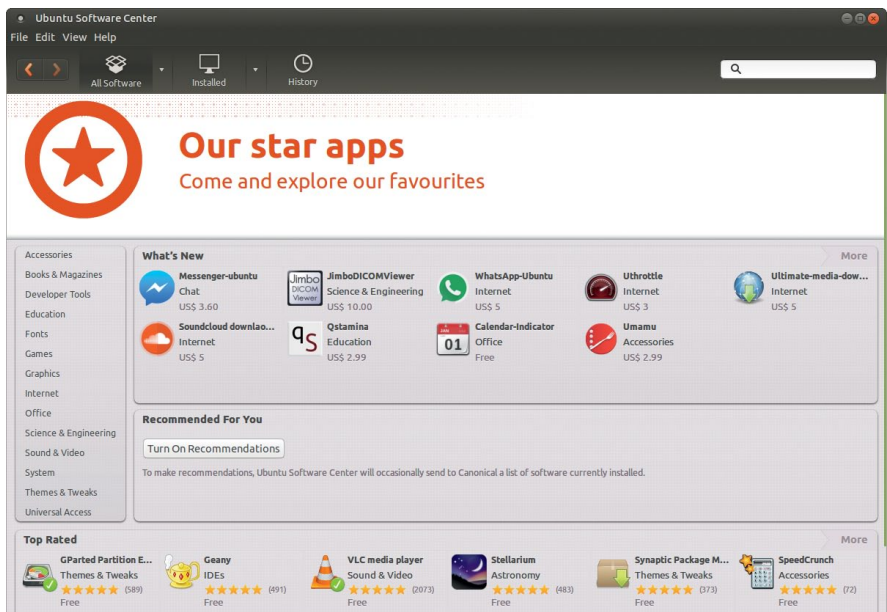 Ubuntu Software Center
File Edit View Help
All Software
Installed
History
Our star apps
Come and explore our favourites
Accessories
Books & Magazines
Developer Tools
Education
Fonts
Games
Graphics
Internet
Office
Science & Engineering
Sound & Video
System
Themes & Tweaks
Universal Access
What's New
More
Messenger-ubuntu
Chat
US$ 3.60
Jimbo
DICOM
Viewer
JimboDICOMViewer
Science & Engineering
US$ 10.00
WhatsApp-Ubuntu
Internet
US$ 5
Uthrottle
Internet
US$ 3
Ultimate-media-dow...
Internet
US$ 5
Soundcloud downlao...
Internet
US$ 5
qs
Qstamina
Education
US$ 2.99
01
Calendar-Indicator
Office
Free
Umamu
Accessories
US$ 2.99
Recommended For You
Turn On Recommendations
To make recommendations, Ubuntu Software Center will occasionally send to Canonical a list of software currently installed.
Top Rated
More
GParted Partition E...
Themes & Tweaks
(589)
Free
Geany
IDEs
(491)
Free
VLC media player
Sound & Video
(2073)
Free
Stellarium
Astronomy
(483)
Free
Synaptic Package M...
Themes & Tweaks
(373)
Free
SpeedCrunch
Accessories
(72)
Free